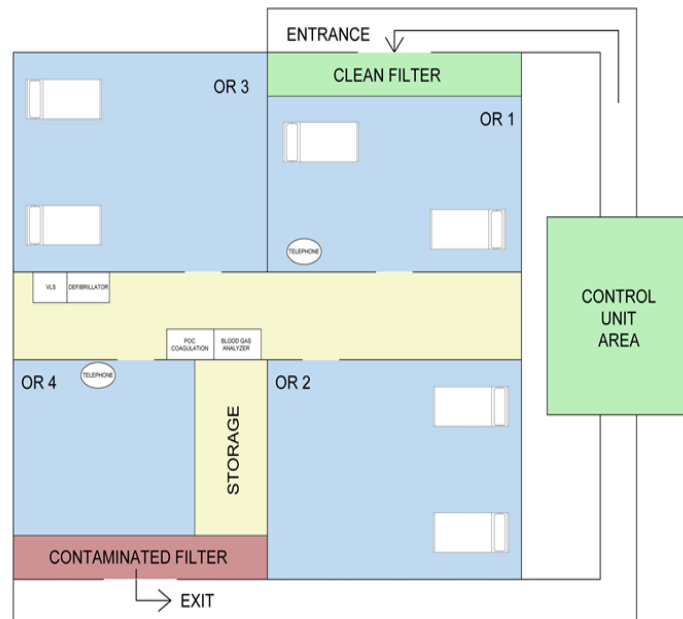 ENTRANCE
CLEAN FILTER
OR 3
OR 1
TELEPHONE
VLS
DEFIBRILLATOR
CONTROL
UNIT
AREA
POC
COAGULATION
BLOOD GAS
ANALYZER
TELEPHONE
OR 4
OR 2
STORAGE
CONTAMINATED FILTER
EXIT